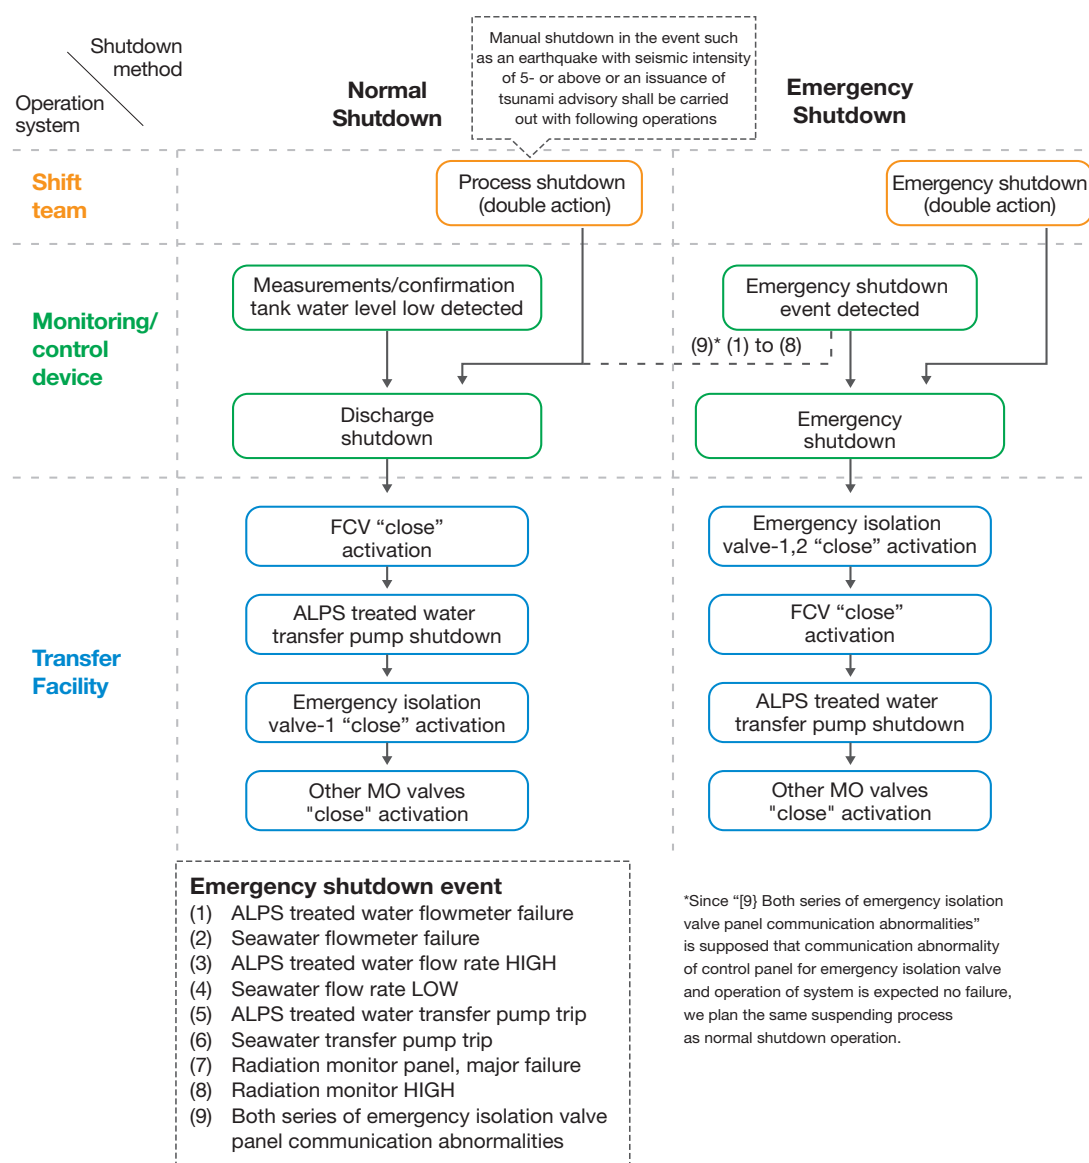 Shutdown
method
Operation
system
Normal
Shutdown
Manual shutdown in the event such
as an earthquake with seismic intensity
of 5- or above or an issuance of
tsunami advisory shall be carried
out with following operations
Emergency
Shutdown
Shift
team
Process shutdown
(double action)
Emergency shutdown
(double action)
Monitoring/
control
device
Measurements/confirmation
tank water level low detected
Emergency shutdown
event detected
(9)* (1) to (8)
Discharge
shutdown
Emergency
shutdown
Transfer
Facility
FCV “close”
activation
ALPS treated water
transfer pump shutdown
Emergency isolation
valve-1 “close” activation
Other MO valves
"close" activation
Emergency isolation
valve-1,2 “close” activation
FCV “close”
activation
ALPS treated water
transfer pump shutdown
Other MO valves
"close" activation
Emergency shutdown event
(1) ALPS treated water flowmeter failure
(2) Seawater flowmeter failure
(3) ALPS treated water flow rate HIGH
(4) Seawater flow rate LOW
(5) ALPS treated water transfer pump trip
(6) Seawater transfer pump trip
(7) Radiation monitor panel, major failure
(8) Radiation monitor HIGH
(9) Both series of emergency isolation valve
panel communication abnormalities
*Since “[9} Both series of emergency isolation
valve panel communication abnormalities”
is supposed that communication abnormality
of control panel for emergency isolation valve
and operation of system is expected no failure,
we plan the same suspending process
as normal shutdown operation.